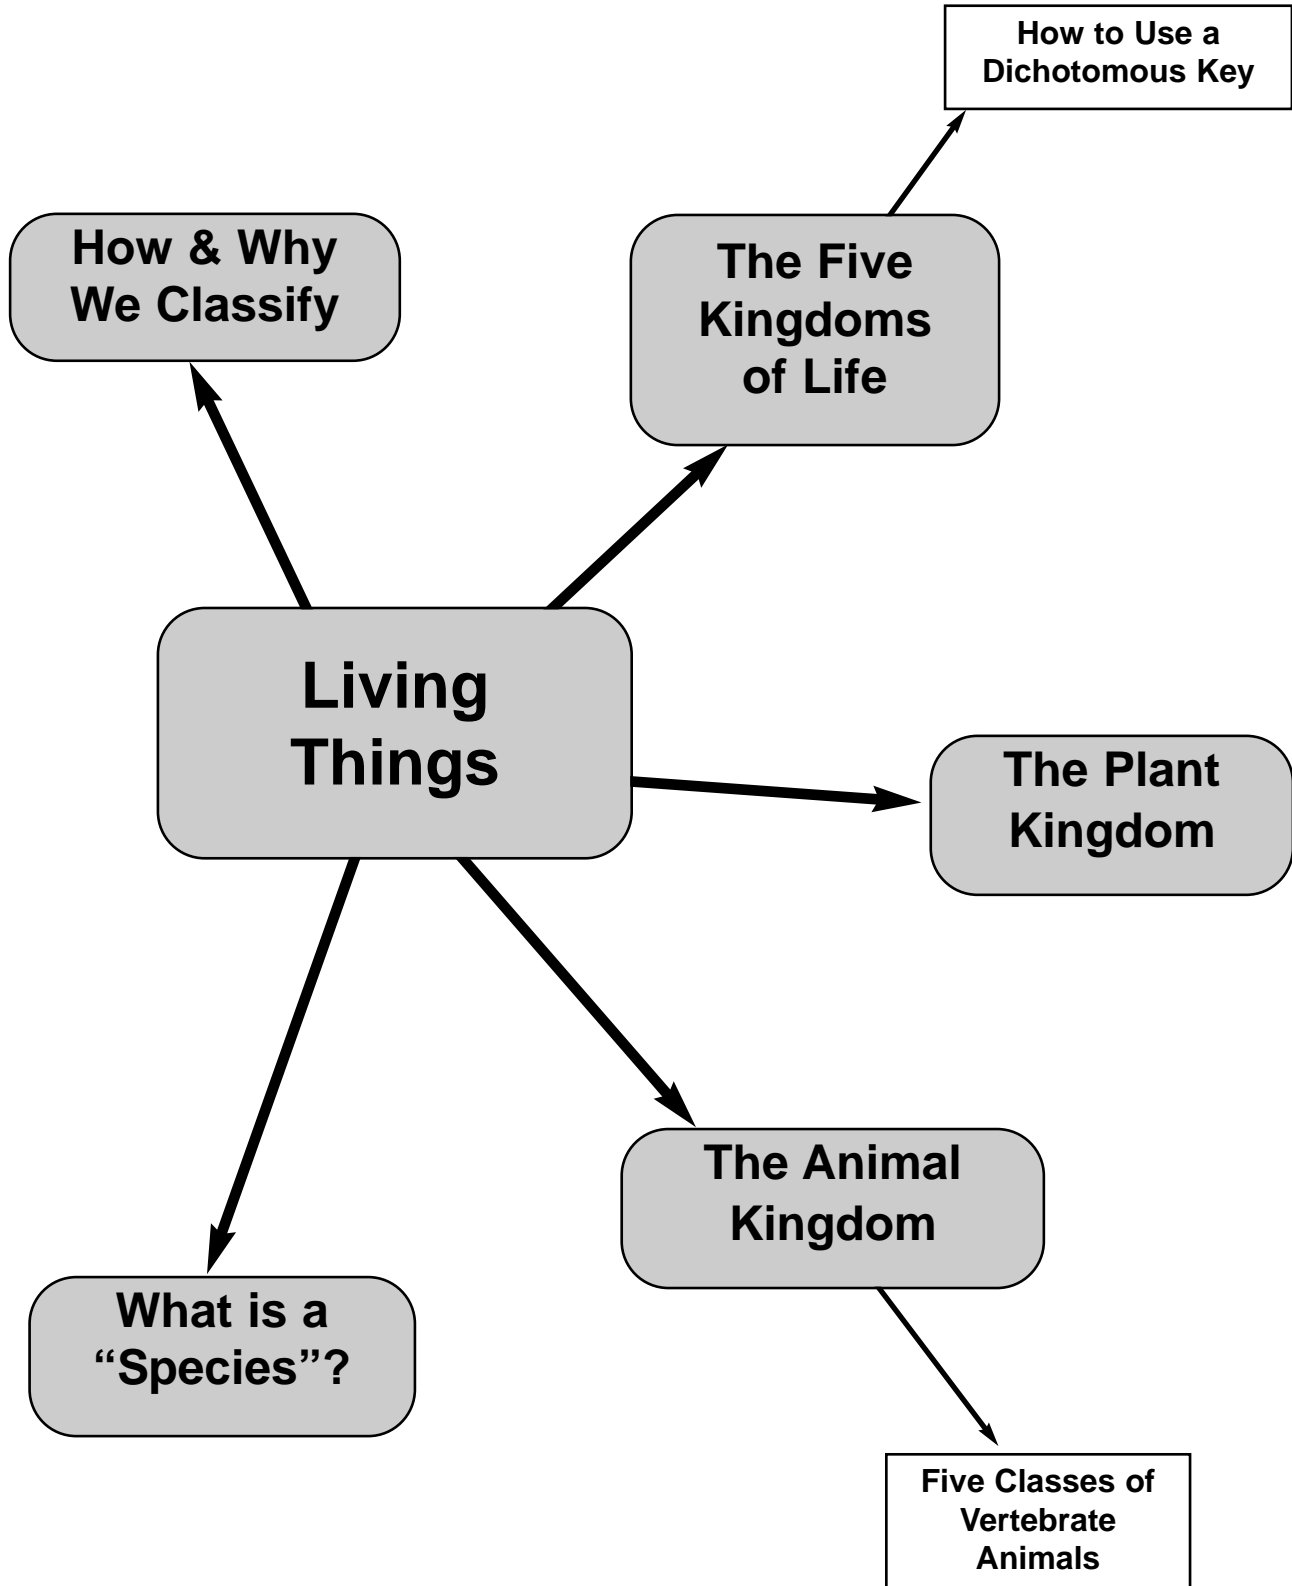 How to Use a
Dichotomous Key
How & Why
We Classify
The Five
Kingdoms
of Life
Living
Things
The Plant
Kingdom
The Animal
Kingdom
What is a
“Species”?
Five Classes of
Vertebrate
Animals